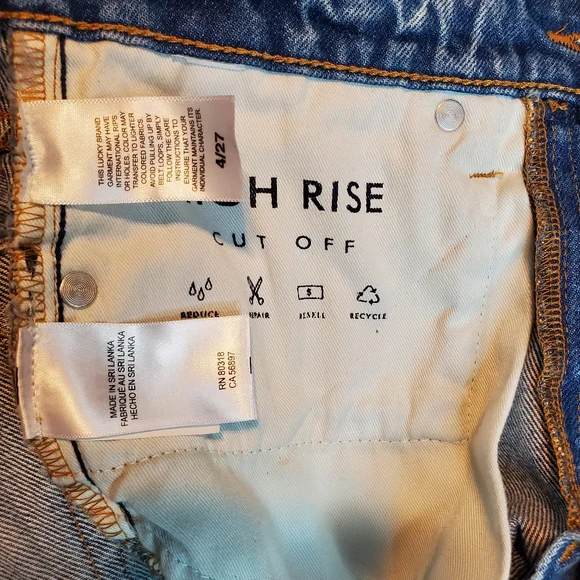 THIS LUCKY BRAND
GARMENT MAY HAVE
INTERNATIONAL RIPS
OR HOLES. COLOR MAY
TRANSFER TO LIGHTER
COLORED FABRICS.
AVOID PULLING UP BY
BELT LOOPS. SIMPLY
FOLLOW THE CARE
INSTRUCTIONS TO
ENSURE THAT YOUR
GARMENT MAINTAINS ITS
INDIVIDUAL CHARACTER.
4/27
RISE
CUT OFF
REDUCE
RESELL
RECYCLE
MADE IN SRI LANKA
FABRIQUÉ AU SRI LANKA
HECHO EN SRI LANKA
RN 80318
CA 56897